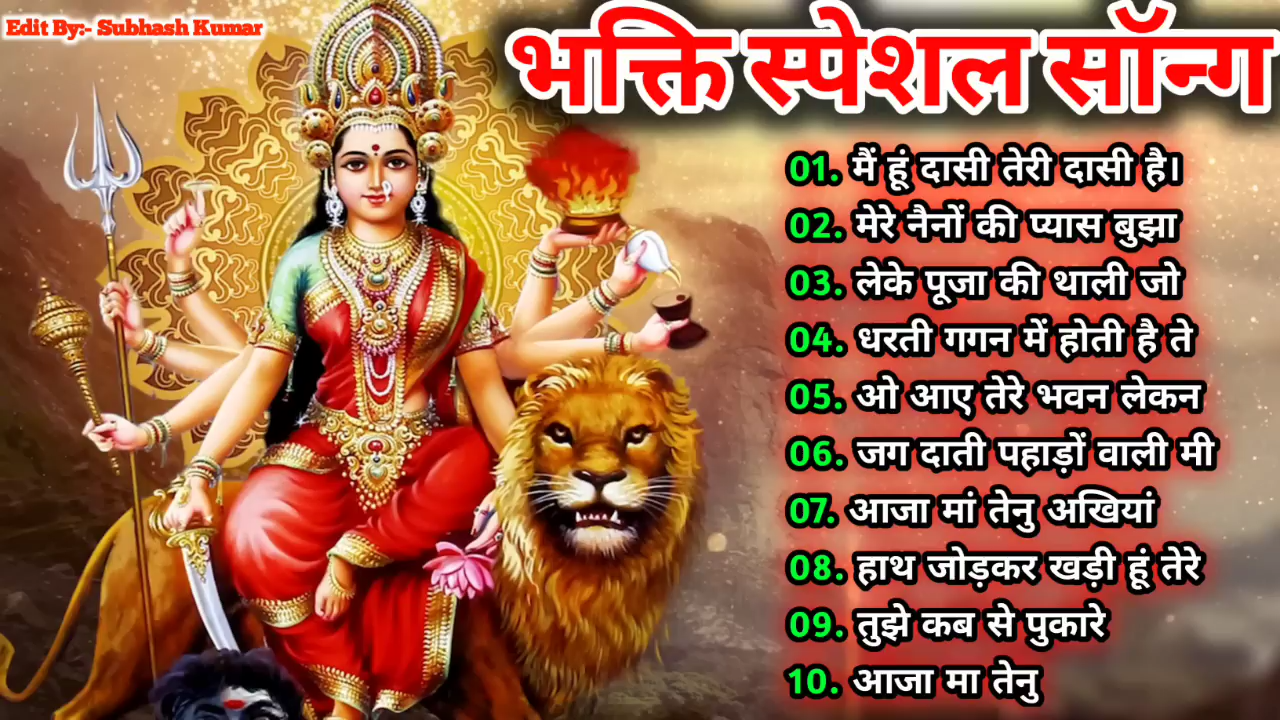 Edit By:- Subhash Kumar
भक्ति स्पेशल सॉन्ग
01. मैं हूं दासी तेरी दासी है।
02. मेरे नैनों की प्यास बुझा
03. लेके पूजा की थाली जो
04. धरती गगन में होती है ते
05. ओ आए तेरे भवन लेकन
06. जग दाती पहाड़ों वाली मी
07. आजा मां तेनु अखियां
08. हाथ जोड़कर खड़ी हूं तेरे
09. तुझे कब से पुकारे
10. आजा मा तेनु